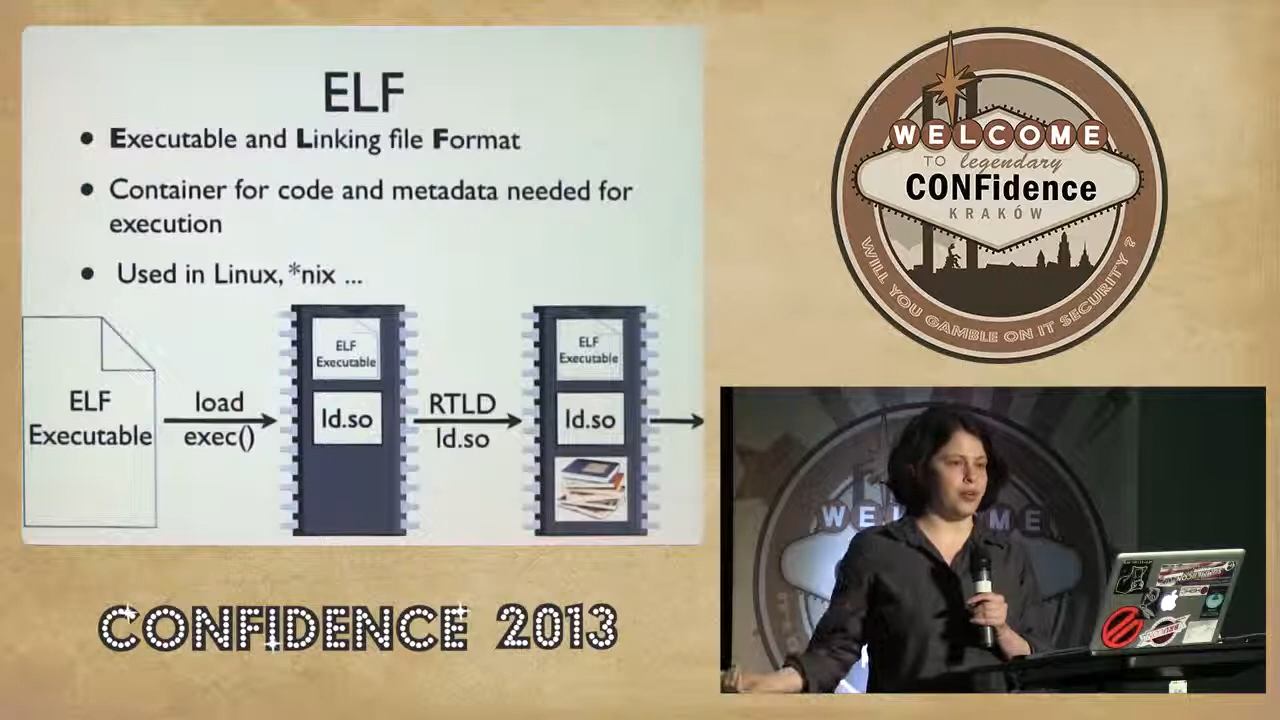 ELF
Executable and Linking file Format
Container for code and metadata needed for
execution
Used in Linux, *nix ...
ELF
Executable
load
exec()
ELF
Executable
ld.so
RTLD
ld.so
ELF
Executable
ld.so
WELCOME
TO legendary
CONFidence
KRAKÓW
WILL YOU GAMBLE ON IT SECURITY ?
CONFIDENCE 2013
WELCOME